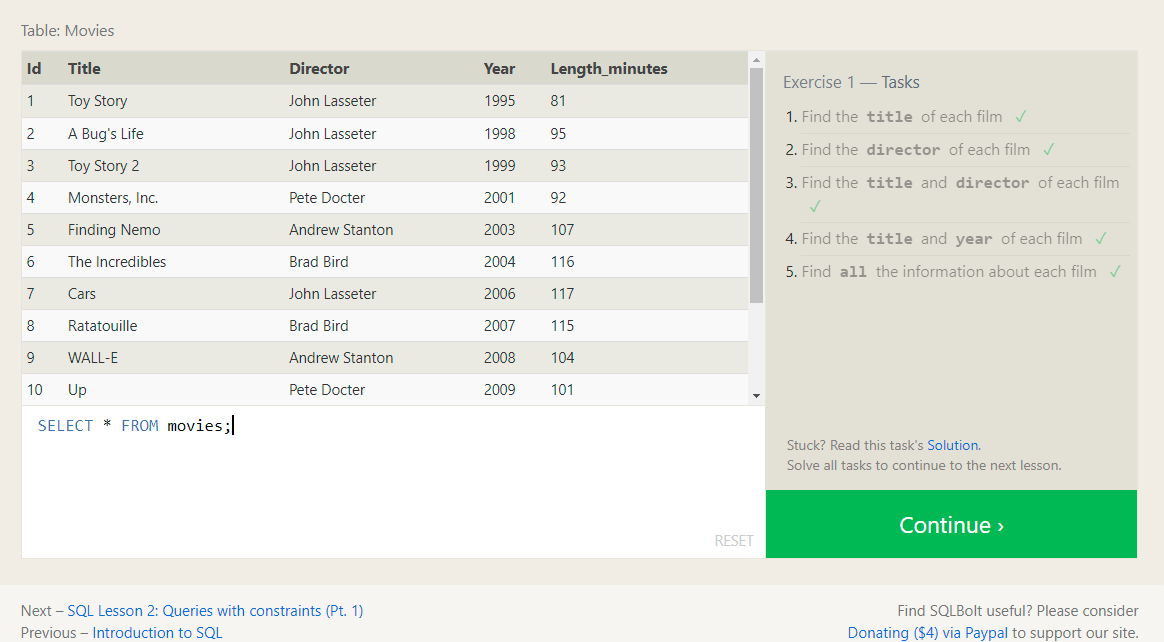 Table: Movies
Id Title Director Year Length_minutes
1 Toy Story John Lasseter 1995 81
2 A Bug's Life John Lasseter 1998 95
3 Toy Story 2 John Lasseter 1999 93
4 Monsters, Inc. Pete Docter 2001 92
5 Finding Nemo Andrew Stanton 2003 107
6 The Incredibles Brad Bird 2004 116
7 Cars John Lasseter 2006 117
8 Ratatouille Brad Bird 2007 115
9 WALL-E Andrew Stanton 2008 104
10 Up Pete Docter 2009 101
SELECT * FROM movies;
RESET
Exercise 1 — Tasks
1. Find the title of each film ✓
2. Find the director of each film ✓
3. Find the title and director of each film
✓
4. Find the title and year of each film ✓
5. Find all the information about each film ✓
Stuck? Read this task's Solution.
Solve all tasks to continue to the next lesson.
Continue ›
Next – SQL Lesson 2: Queries with constraints (Pt. 1)
Previous – Introduction to SQL
Find SQLBolt useful? Please consider
Donating ($4) via Paypal to support our site.